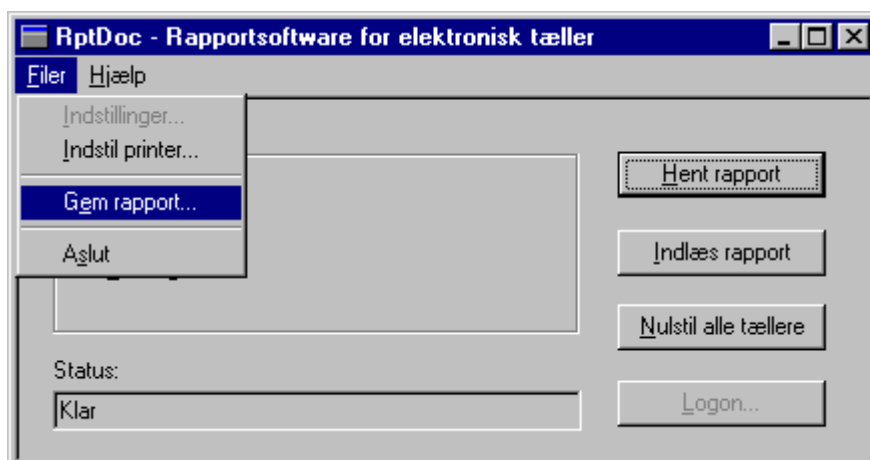 RptDoc - Rapportsoftware for elektronisk tæller
Filer Hjælp
Indstillinger...
Indstil printer...
Gem rapport...
Aslut
Hent rapport
Indlæs rapport
Nulstil alle tællere
Logon...
Status:
Klar